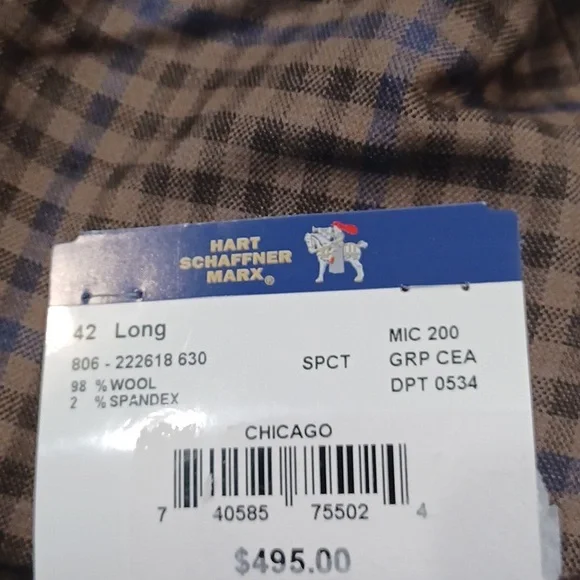 HART
SCHAFFNER
MARX®
42 Long
MIC 200
806 - 222618 630
SPCT
GRP CEA
98 % WOOL
DPT 0534
2 % SPANDEX
CHICAGO
7 40585 75502 4
$495.00